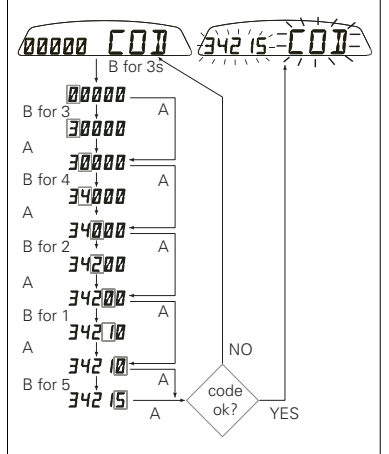 00000 COD
34215 COD
B for 3s
00000
B for 3
A
30000
A
30000
B for 4
A
34000
A
34000
B for 2
A
34200
A
34200
B for 1
A
34210
A
34210
B for 5
A
34215
A
code
ok?
NO
YES